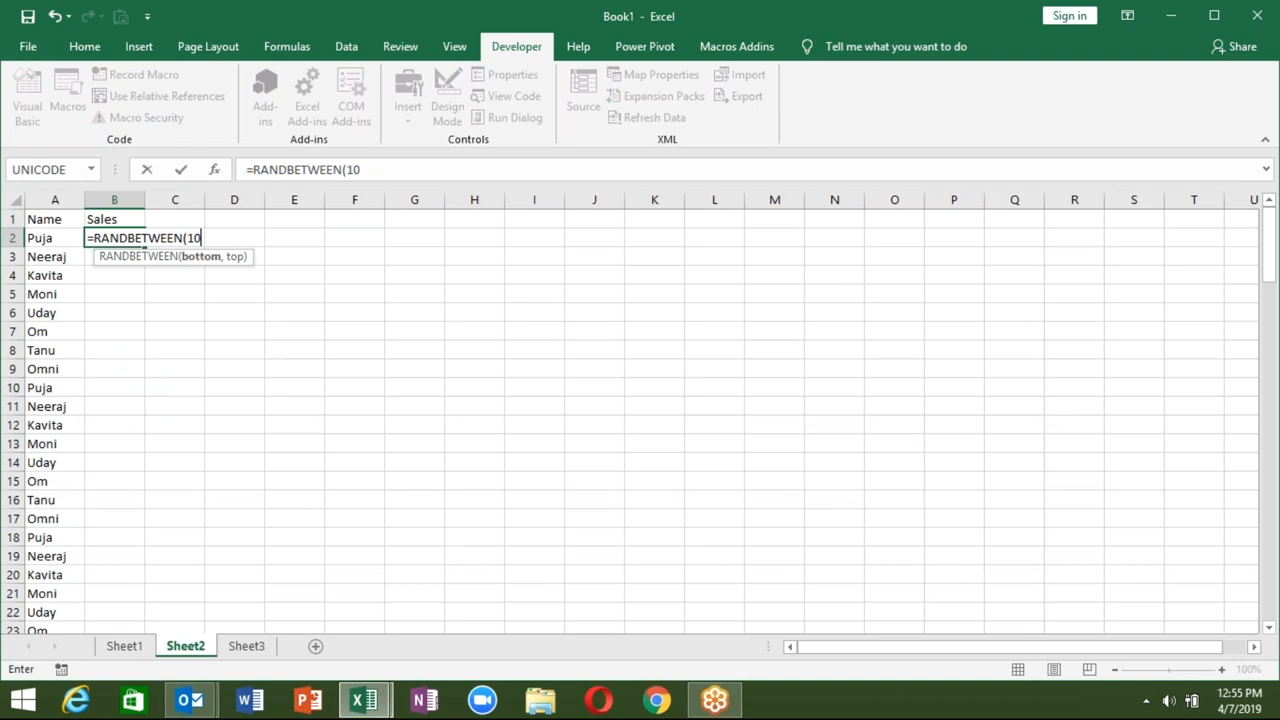 Book1 - Excel
Sign in
File Home Insert Page Layout Formulas Data Review View Developer Help Power Pivot Macros Addins Tell me what you want to do Share
Visual Basic
Macros
Record Macro
Use Relative References
Macro Security
Code
Add-ins
Excel Add-ins
COM Add-ins
Add-ins
Insert
Design Mode
Properties
View Code
Run Dialog
Controls
Source
Map Properties
Expansion Packs
Refresh Data
Import
Export
XML
UNICODE fx =RANDBETWEEN(10
A B C D E F G H I J K L M N O P Q R S T U
1 Name Sales
2 Puja =RANDBETWEEN(10
RANDBETWEEN(bottom, top)
3 Neeraj
4 Kavita
5 Moni
6 Uday
7 Om
8 Tanu
9 Omni
10 Puja
11 Neeraj
12 Kavita
13 Moni
14 Uday
15 Om
16 Tanu
17 Omni
18 Puja
19 Neeraj
20 Kavita
21 Moni
22 Uday
23 Om
Sheet1 Sheet2 Sheet3
Enter 100%
12:55 PM
4/7/2019